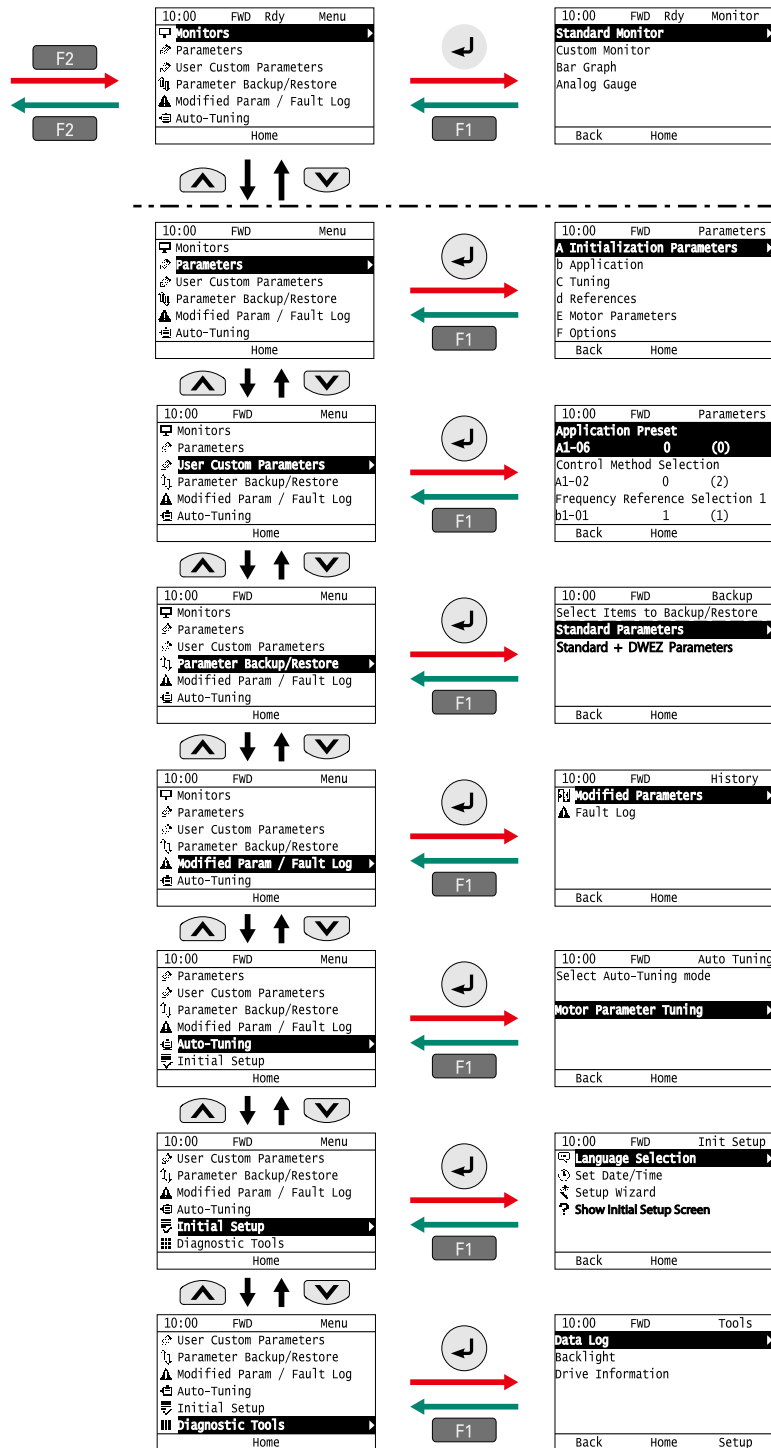 F2
F2
10:00 FWD Rdy Menu
Monitors
Parameters
User Custom Parameters
Parameter Backup/Restore
Modified Param / Fault Log
Auto-Tuning
Home
F1
10:00 FWD Rdy Monitor
Standard Monitor
Custom Monitor
Bar Graph
Analog Gauge
Back Home
10:00 FWD Menu
Monitors
Parameters
User Custom Parameters
Parameter Backup/Restore
Modified Param / Fault Log
Auto-Tuning
Home
F1
10:00 FWD Parameters
A Initialization Parameters
b Application
C Tuning
d References
E Motor Parameters
F Options
Back Home
10:00 FWD Menu
Monitors
Parameters
User Custom Parameters
Parameter Backup/Restore
Modified Param / Fault Log
Auto-Tuning
Home
F1
10:00 FWD Parameters
Application Preset
A1-06 0 (0)
Control Method Selection
A1-02 0 (2)
Frequency Reference Selection 1
b1-01 1 (1)
Back Home
10:00 FWD Menu
Monitors
Parameters
User Custom Parameters
Parameter Backup/Restore
Modified Param / Fault Log
Auto-Tuning
Home
F1
10:00 FWD Backup
Select Items to Backup/Restore
Standard Parameters
Standard + DWEZ Parameters
Back Home
10:00 FWD Menu
Monitors
Parameters
User Custom Parameters
Parameter Backup/Restore
Modified Param / Fault Log
Auto-Tuning
Home
F1
10:00 FWD History
Modified Parameters
Fault Log
Back Home
10:00 FWD Menu
Parameters
User Custom Parameters
Parameter Backup/Restore
Modified Param / Fault Log
Auto-Tuning
Initial Setup
Home
F1
10:00 FWD Auto Tuning
Select Auto-Tuning mode
Motor Parameter Tuning
Back Home
10:00 FWD Menu
User Custom Parameters
Parameter Backup/Restore
Modified Param / Fault Log
Auto-Tuning
Initial Setup
Diagnostic Tools
Home
F1
10:00 FWD Init Setup
Language Selection
Set Date/Time
Setup Wizard
? Show Initial Setup Screen
Back Home
10:00 FWD Menu
User Custom Parameters
Parameter Backup/Restore
Modified Param / Fault Log
Auto-Tuning
Initial Setup
Diagnostic Tools
Home
F1
10:00 FWD Tools
Data Log
Backlight
Drive Information
Back Home Setup